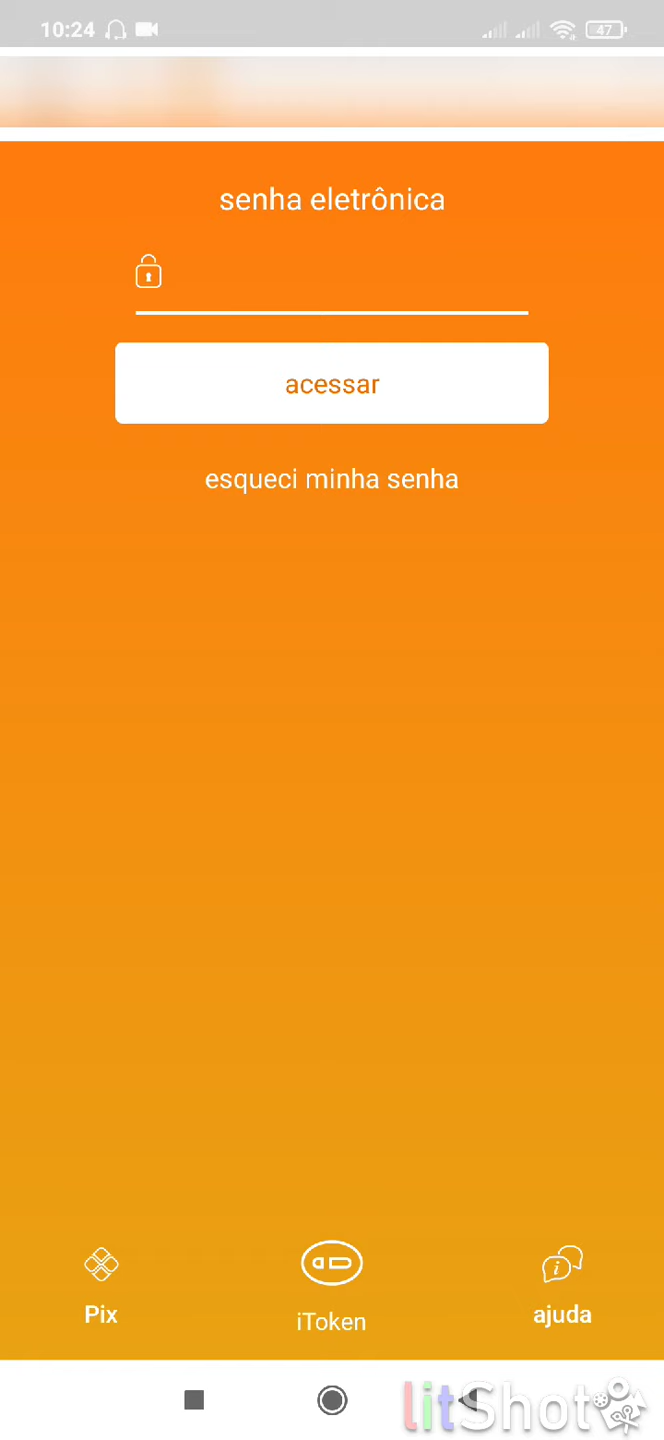 10:24
47
senha eletrônica
acessar
esqueci minha senha
Pix
iToken
ajuda
litShot